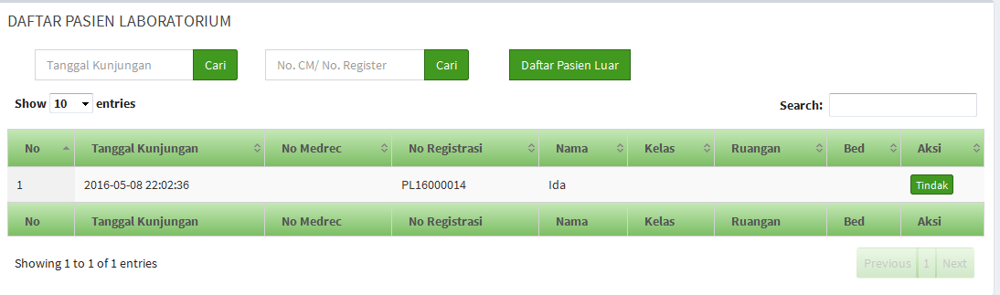 DAFTAR PASIEN LABORATORIUM
Tanggal Kunjungan Cari No. CM/ No. Register Cari Daftar Pasien Luar
Show 10 entries Search:
No Tanggal Kunjungan No Medrec No Registrasi Nama Kelas Ruangan Bed Aksi
1 2016-05-08 22:02:36 PL16000014 Ida Tindak
No Tanggal Kunjungan No Medrec No Registrasi Nama Kelas Ruangan Bed Aksi
Showing 1 to 1 of 1 entries Previous 1 Next